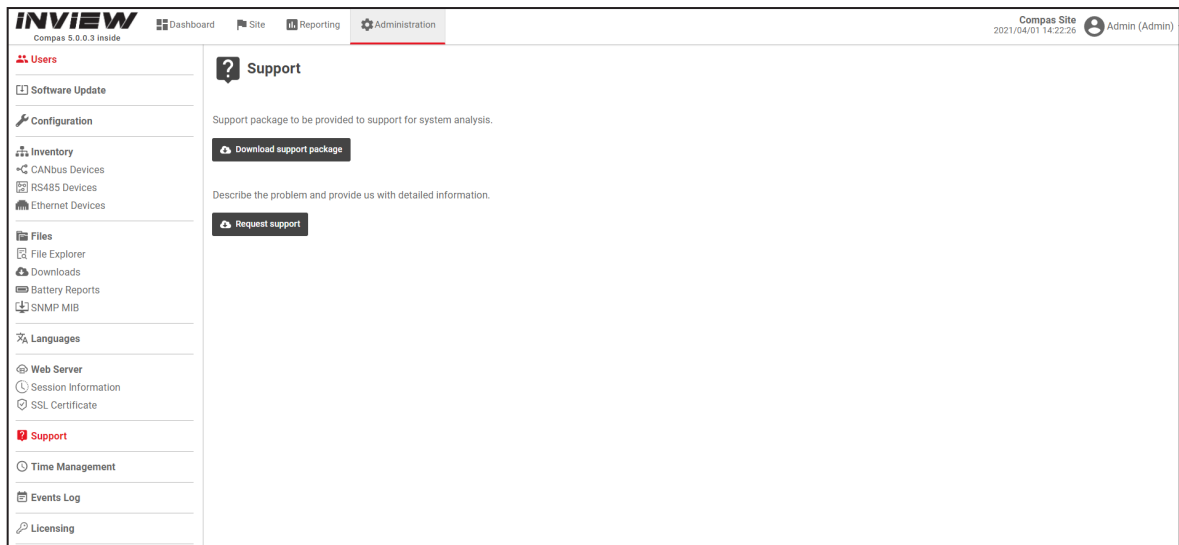 INVIEW
Compas 5.0.0.3 inside
Dashboard
Site
Reporting
Administration
Compas Site
2021/04/01 14:22:26
Admin (Admin)
Users
Software Update
Configuration
Inventory
CANbus Devices
RS485 Devices
Ethernet Devices
Files
File Explorer
Downloads
Battery Reports
SNMP MIB
Languages
Web Server
Session Information
SSL Certificate
Support
Time Management
Events Log
Licensing
Support
Support package to be provided to support for system analysis.
Download support package
Describe the problem and provide us with detailed information.
Request support